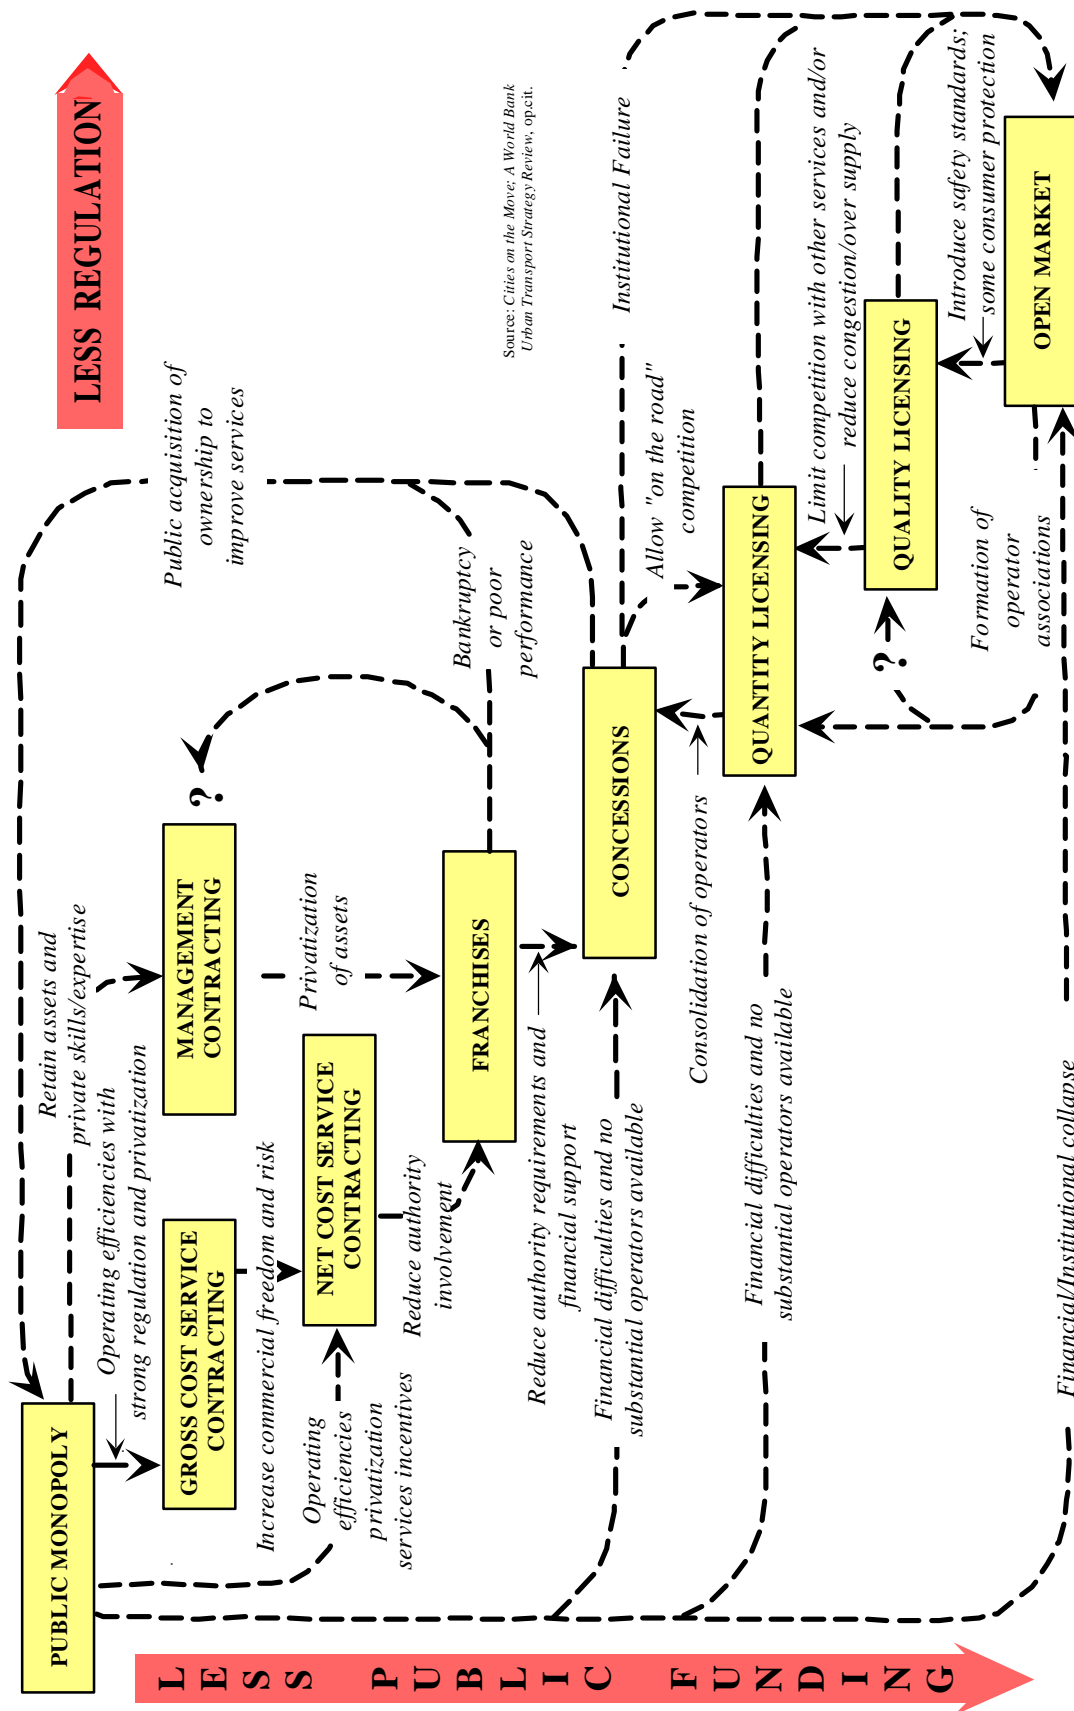 LESS REGULATION
PUBLIC MONOPOLY
Retain assets and
private skills/expertise
Operating efficiencies with
strong regulation and privatization
GROSS COST SERVICE
CONTRACTING
MANAGEMENT
CONTRACTING
?
Public acquisition of
ownership to
improve services
Increase commercial freedom and risk
NET COST SERVICE
CONTRACTING
Privatization
of assets
Operating
efficiencies
privatization
services incentives
Reduce authority
involvement
FRANCHISES
Bankruptcy
or poor
performance
Source: Cities on the Move; A World Bank
Urban Transport Strategy Review, op.cit.
Reduce authority requirements and
financial support
Financial difficulties and no
substantial operators available
CONCESSIONS
Institutional Failure
Allow "on the road"
competition
Consolidation of operators
Financial difficulties and no
substantial operators available
QUANTITY LICENSING
Limit competition with other services and/or
reduce congestion/over supply
?
QUALITY LICENSING
Introduce safety standards;
some consumer protection
Formation of
operator
associations
OPEN MARKET
Financial/Institutional collapse
LESS PUBLIC FUNDING